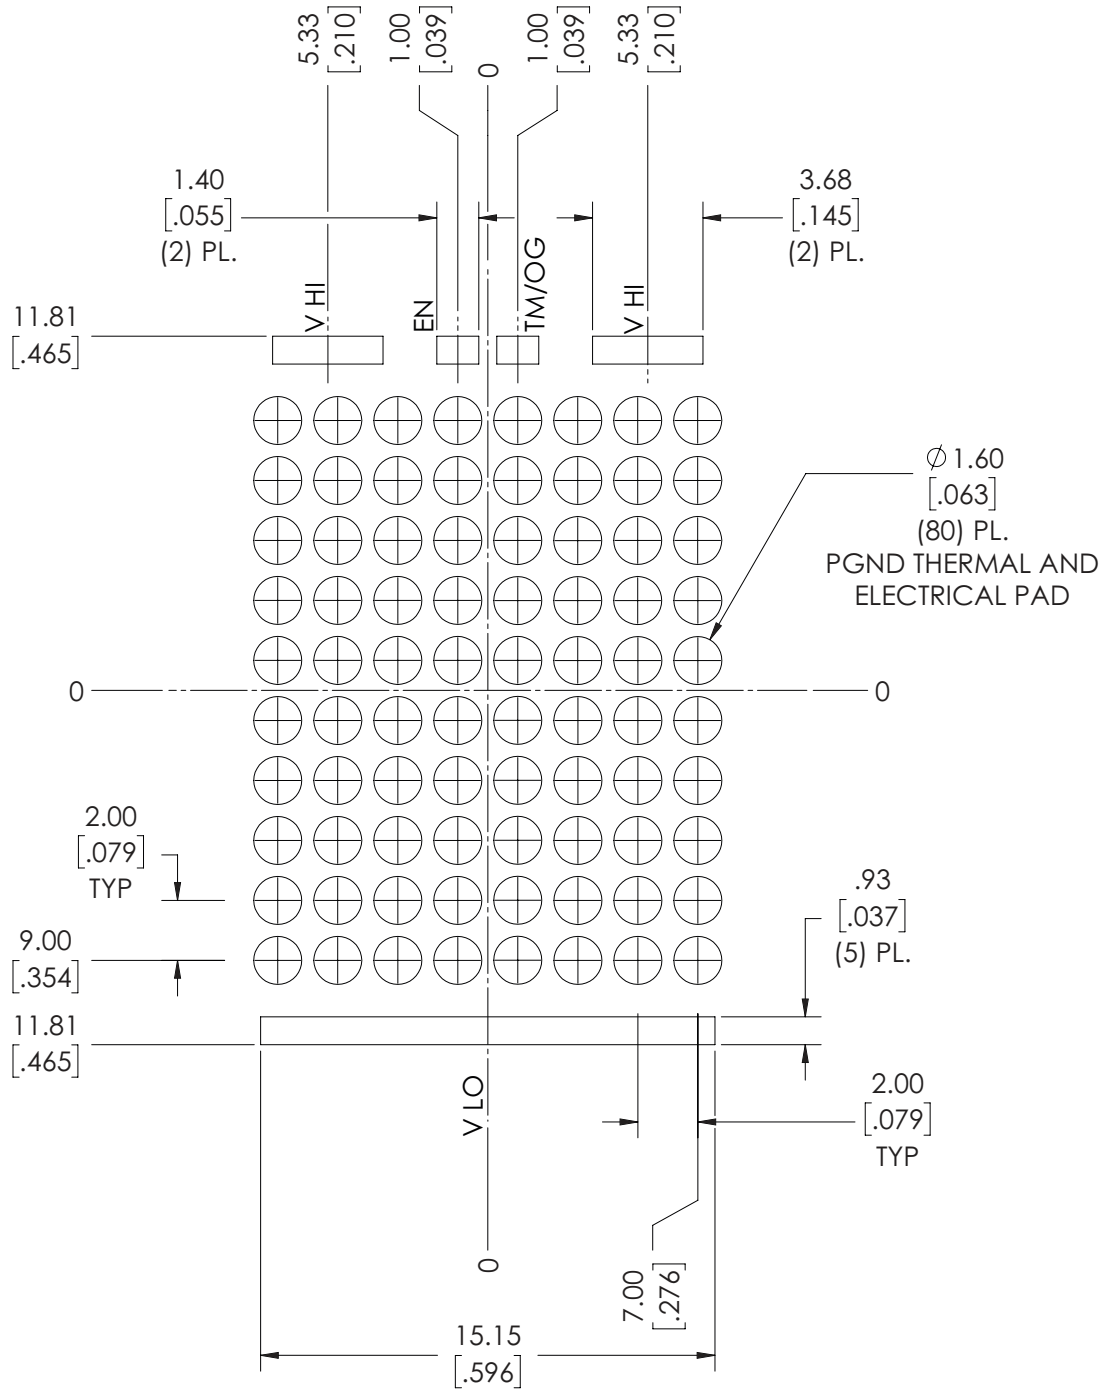 5.33
[.210]
1.00
[.039]
0
1.00
[.039]
5.33
[.210]
1.40
[.055]
(2) PL.
3.68
[.145]
(2) PL.
V HI
EN
TM/OG
V HI
11.81
[.465]
Ø 1.60
[.063]
(80) PL.
PGND THERMAL AND
ELECTRICAL PAD
0
0
2.00
[.079]
TYP
9.00
[.354]
.93
[.037]
(5) PL.
11.81
[.465]
V LO
2.00
[.079]
TYP
0
7.00
[.276]
15.15
[.596]